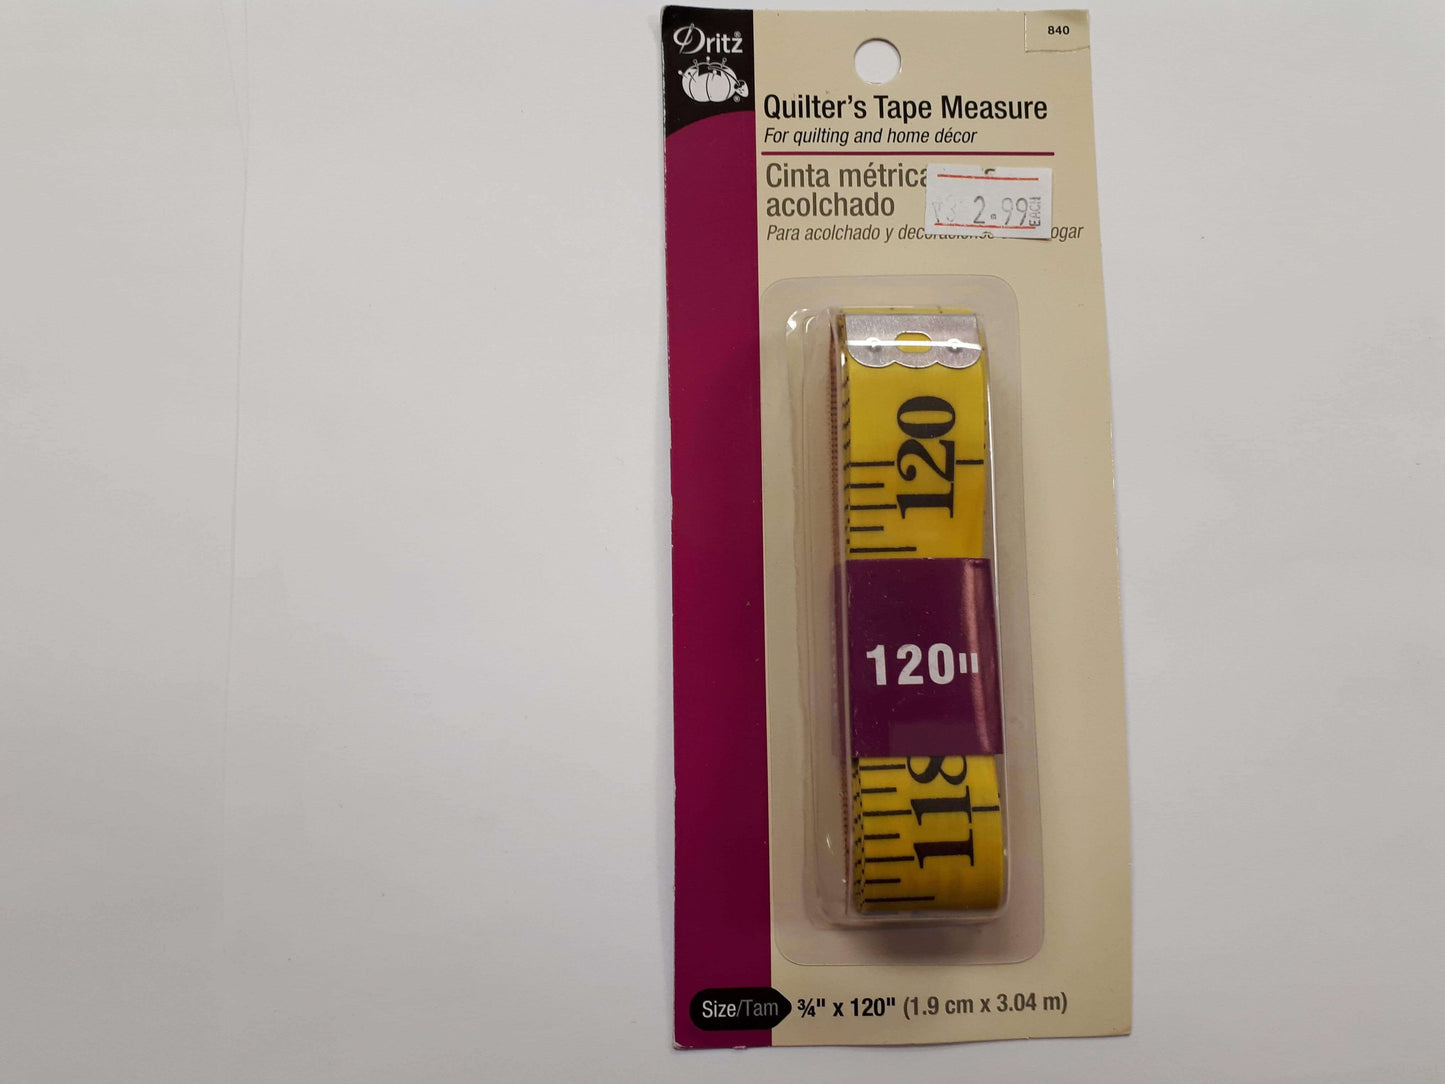 Dritz®
®
840
Quilter's Tape Measure
For quilting and home décor
Cinta métrica
acolchado
Para acolchado y
2.99 EACH
120
120"
118
Size/Tam ¾" x 120" (1.9 cm x 3.04 m)